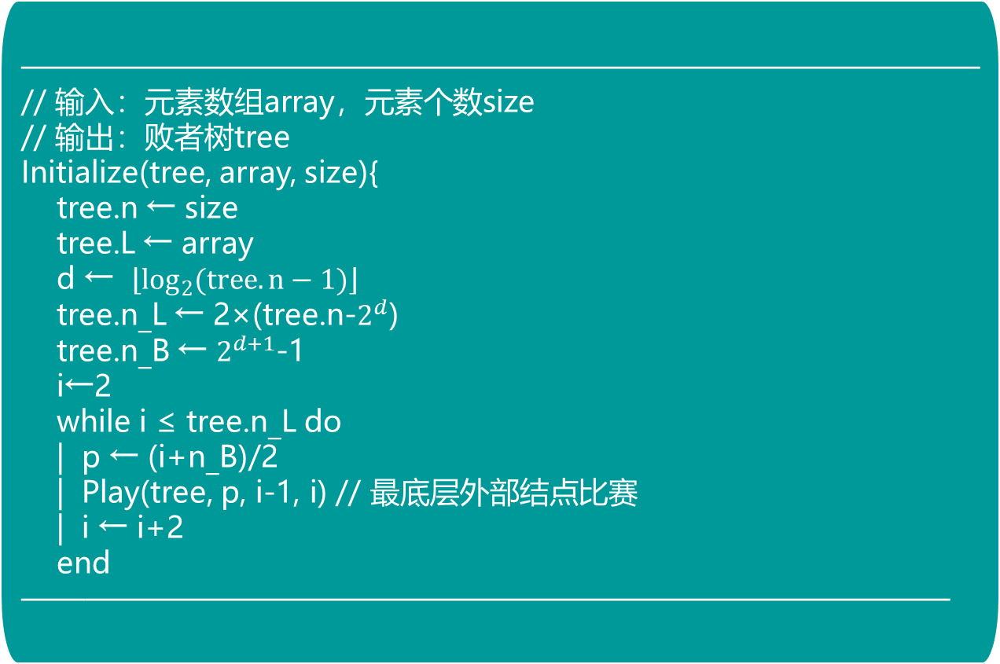 // 输入：元素数组array，元素个数size
// 输出：败者树tree
Initialize(tree, array, size){
tree.n ← size
tree.L ← array
d ← ⌊log₂(tree. n − 1)⌋
tree.n_L ← 2×(tree.n-2ᵈ)
tree.n_B ← 2ᵈ⁺¹-1
i←2
while i ≤ tree.n_L do
| p ← (i+n_B)/2
| Play(tree, p, i-1, i) // 最底层外部结点比赛
| i ← i+2
end